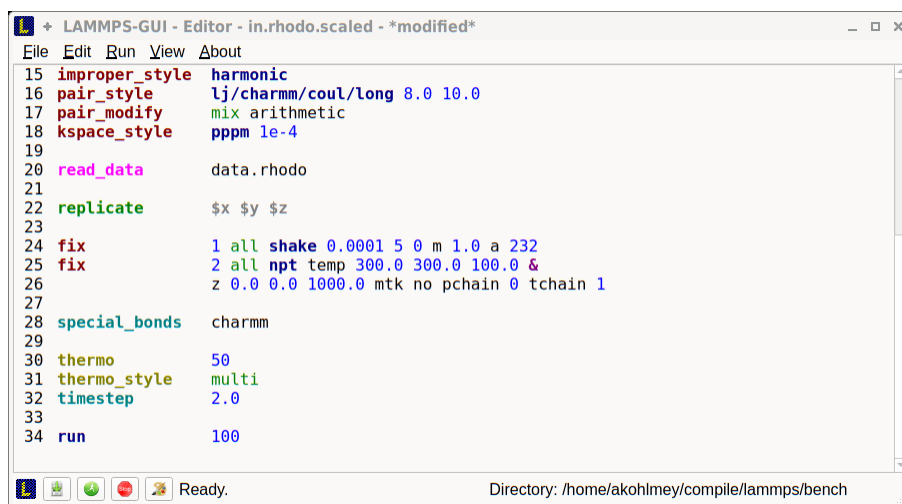 LAMMPS-GUI - Editor - in.rhodo.scaled - *modified*
File Edit Run View About
15 improper_style harmonic
16 pair_style lj/charmm/coul/long 8.0 10.0
17 pair_modify mix arithmetic
18 kspace_style pppm 1e-4
19
20 read_data data.rhodo
21
22 replicate $x $y $z
23
24 fix 1 all shake 0.0001 5 0 m 1.0 a 232
25 fix 2 all npt temp 300.0 300.0 100.0 &
26 z 0.0 0.0 1000.0 mtk no pchain 0 tchain 1
27
28 special_bonds charmm
29
30 thermo 50
31 thermo_style multi
32 timestep 2.0
33
34 run 100
L Stop Ready. Directory: /home/akohlmey/compile/lammps/bench